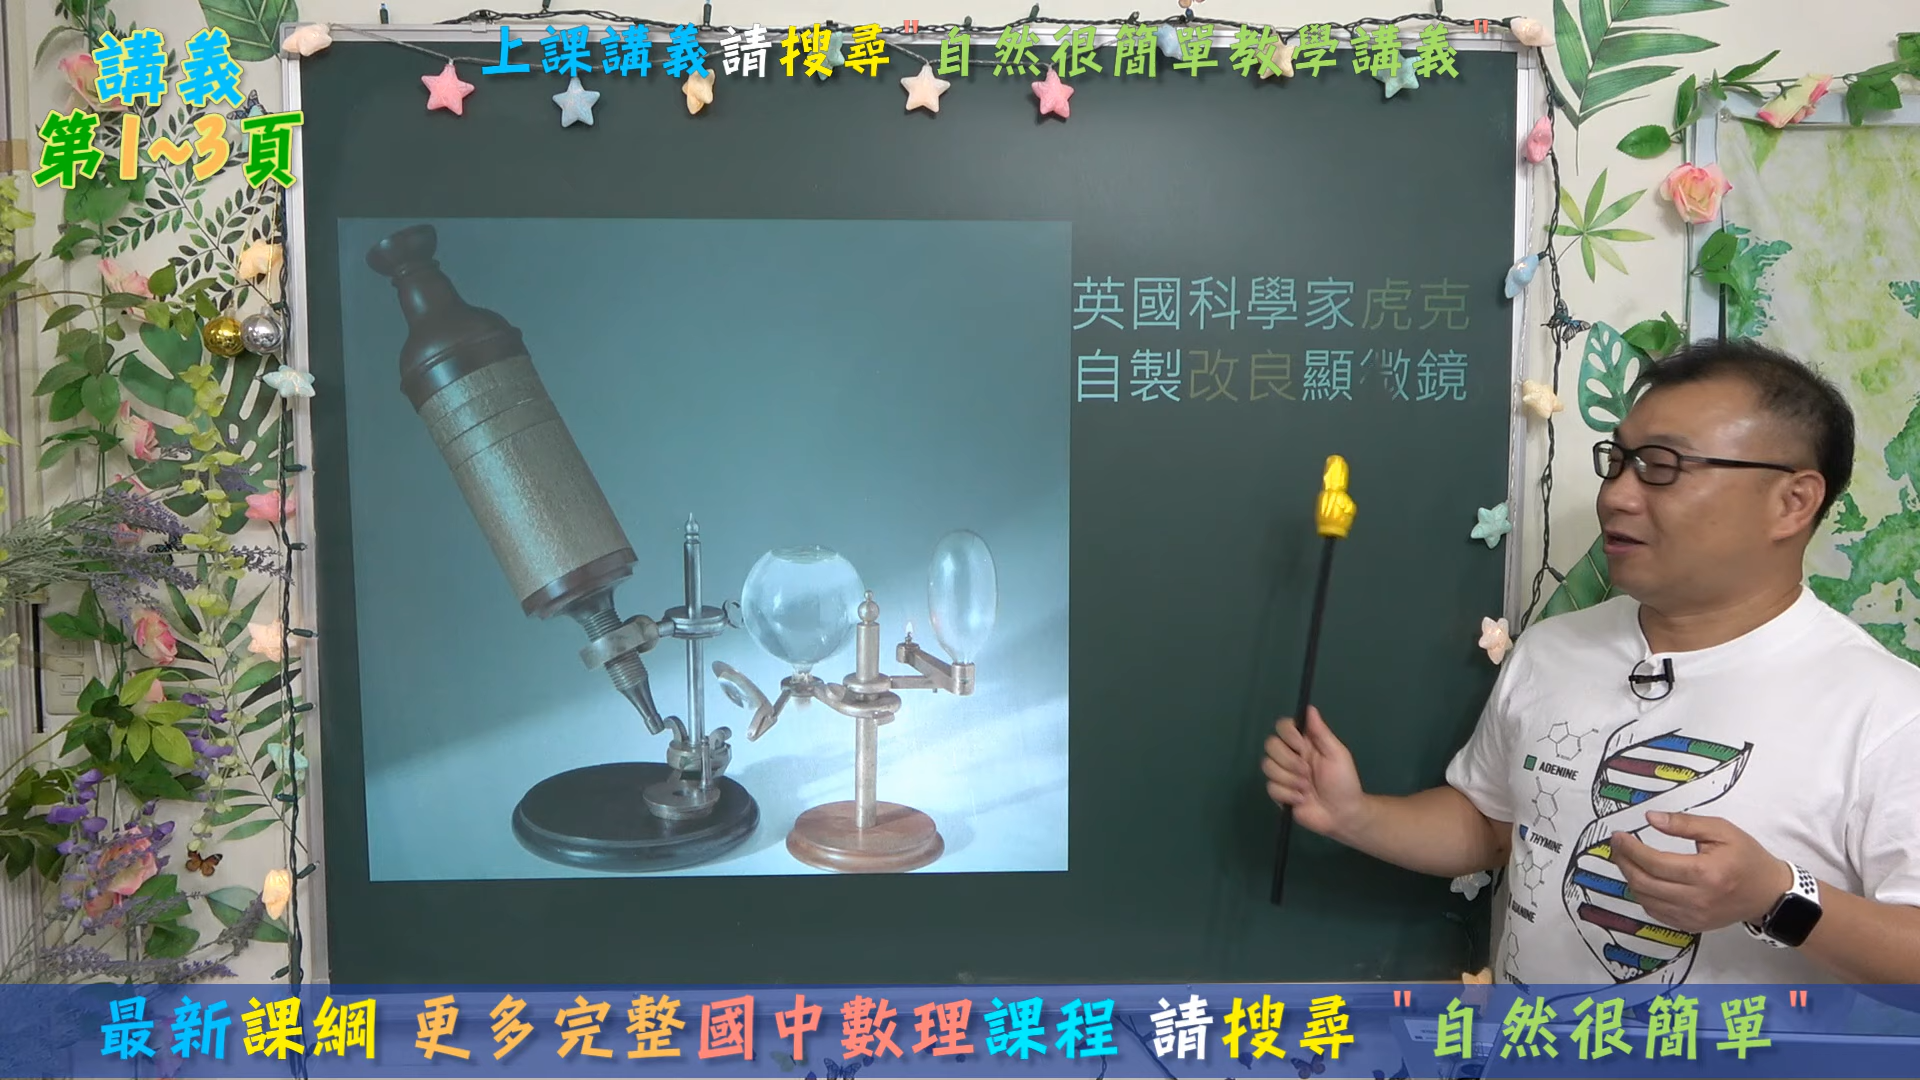 上課講義請搜尋"自然很簡單教學講義"
講義
第1~3頁
英國科學家虎克
自製改良顯微鏡
ADENINE
THYMINE
最新課綱 更多完整國中數理課程 請搜尋 "自然很簡單"